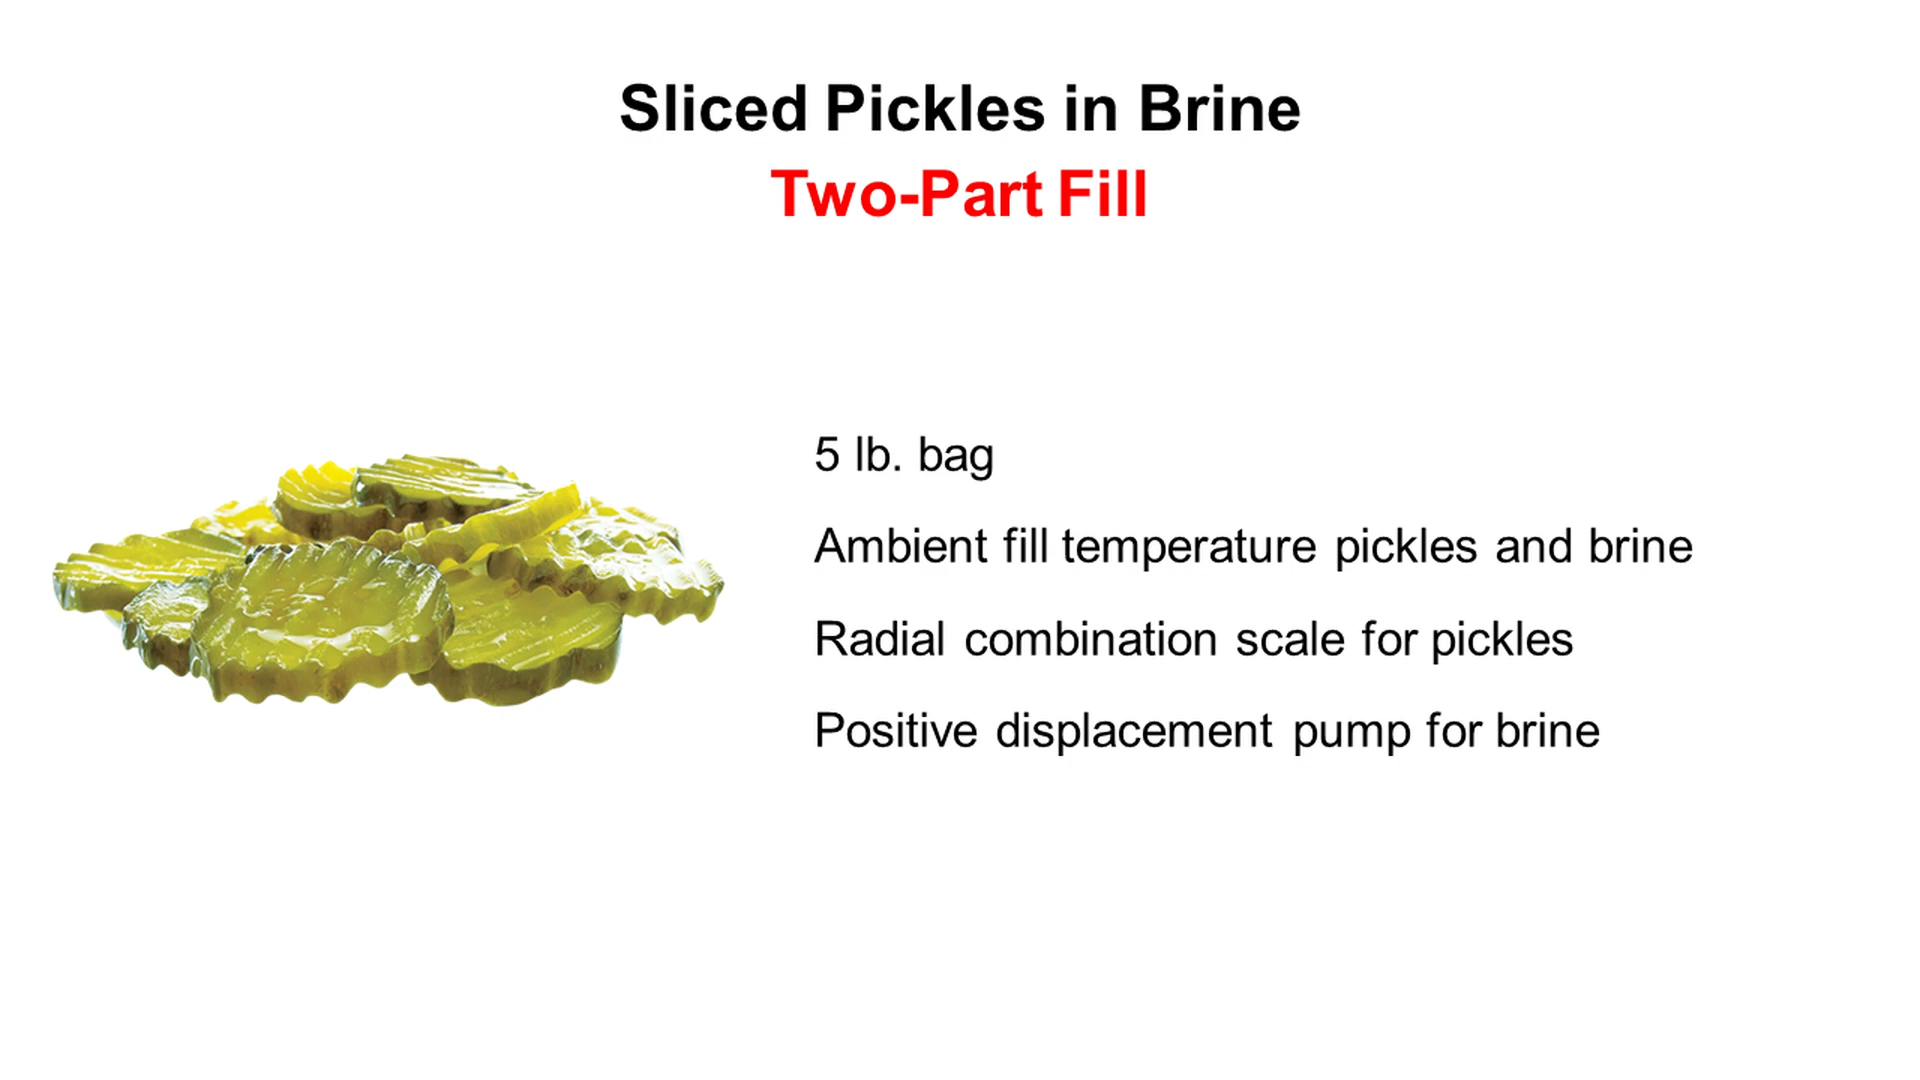 Sliced Pickles in Brine
Two-Part Fill
5 lb. bag
Ambient fill temperature pickles and brine
Radial combination scale for pickles
Positive displacement pump for brine